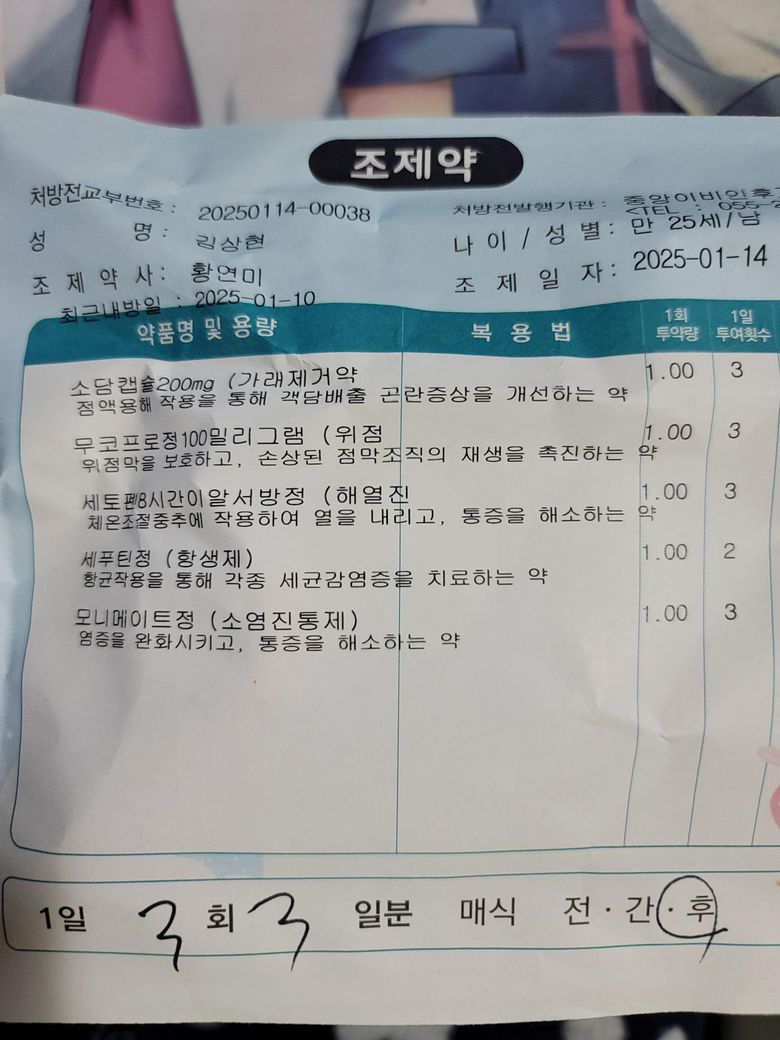 조제약
처방전교부번호 : 20250114-00038
처방전발행기관 : 중앙이비인후
<TEL : 055-2
성 명 : 김상현
나 이 / 성 별 : 만 25세/남
조 제 약 사 : 황연미
조 제 일 자 : 2025-01-14
최근내방일 : 2025-01-10
약품명 및 용량 복 용 법 1회 투약량 1일 투여횟수
소담캡슐200mg (가래제거약 1.00 3
점액용해 작용을 통해 객담배출 곤란증상을 개선하는 약
무코프로정100밀리그램 (위점 1.00 3
위점막을 보호하고, 손상된 점막조직의 재생을 촉진하는 약
세토펜8시간이알서방정 (해열진 1.00 3
체온조절중추에 작용하여 열을 내리고, 통증을 해소하는 약
세푸틴정 (항생제) 1.00 2
항균작용을 통해 각종 세균감염증을 치료하는 약
모니메이트정 (소염진통제) 1.00 3
염증을 완화시키고, 통증을 해소하는 약
1일 3 회 3 일분 매식 전 · 간 · 후